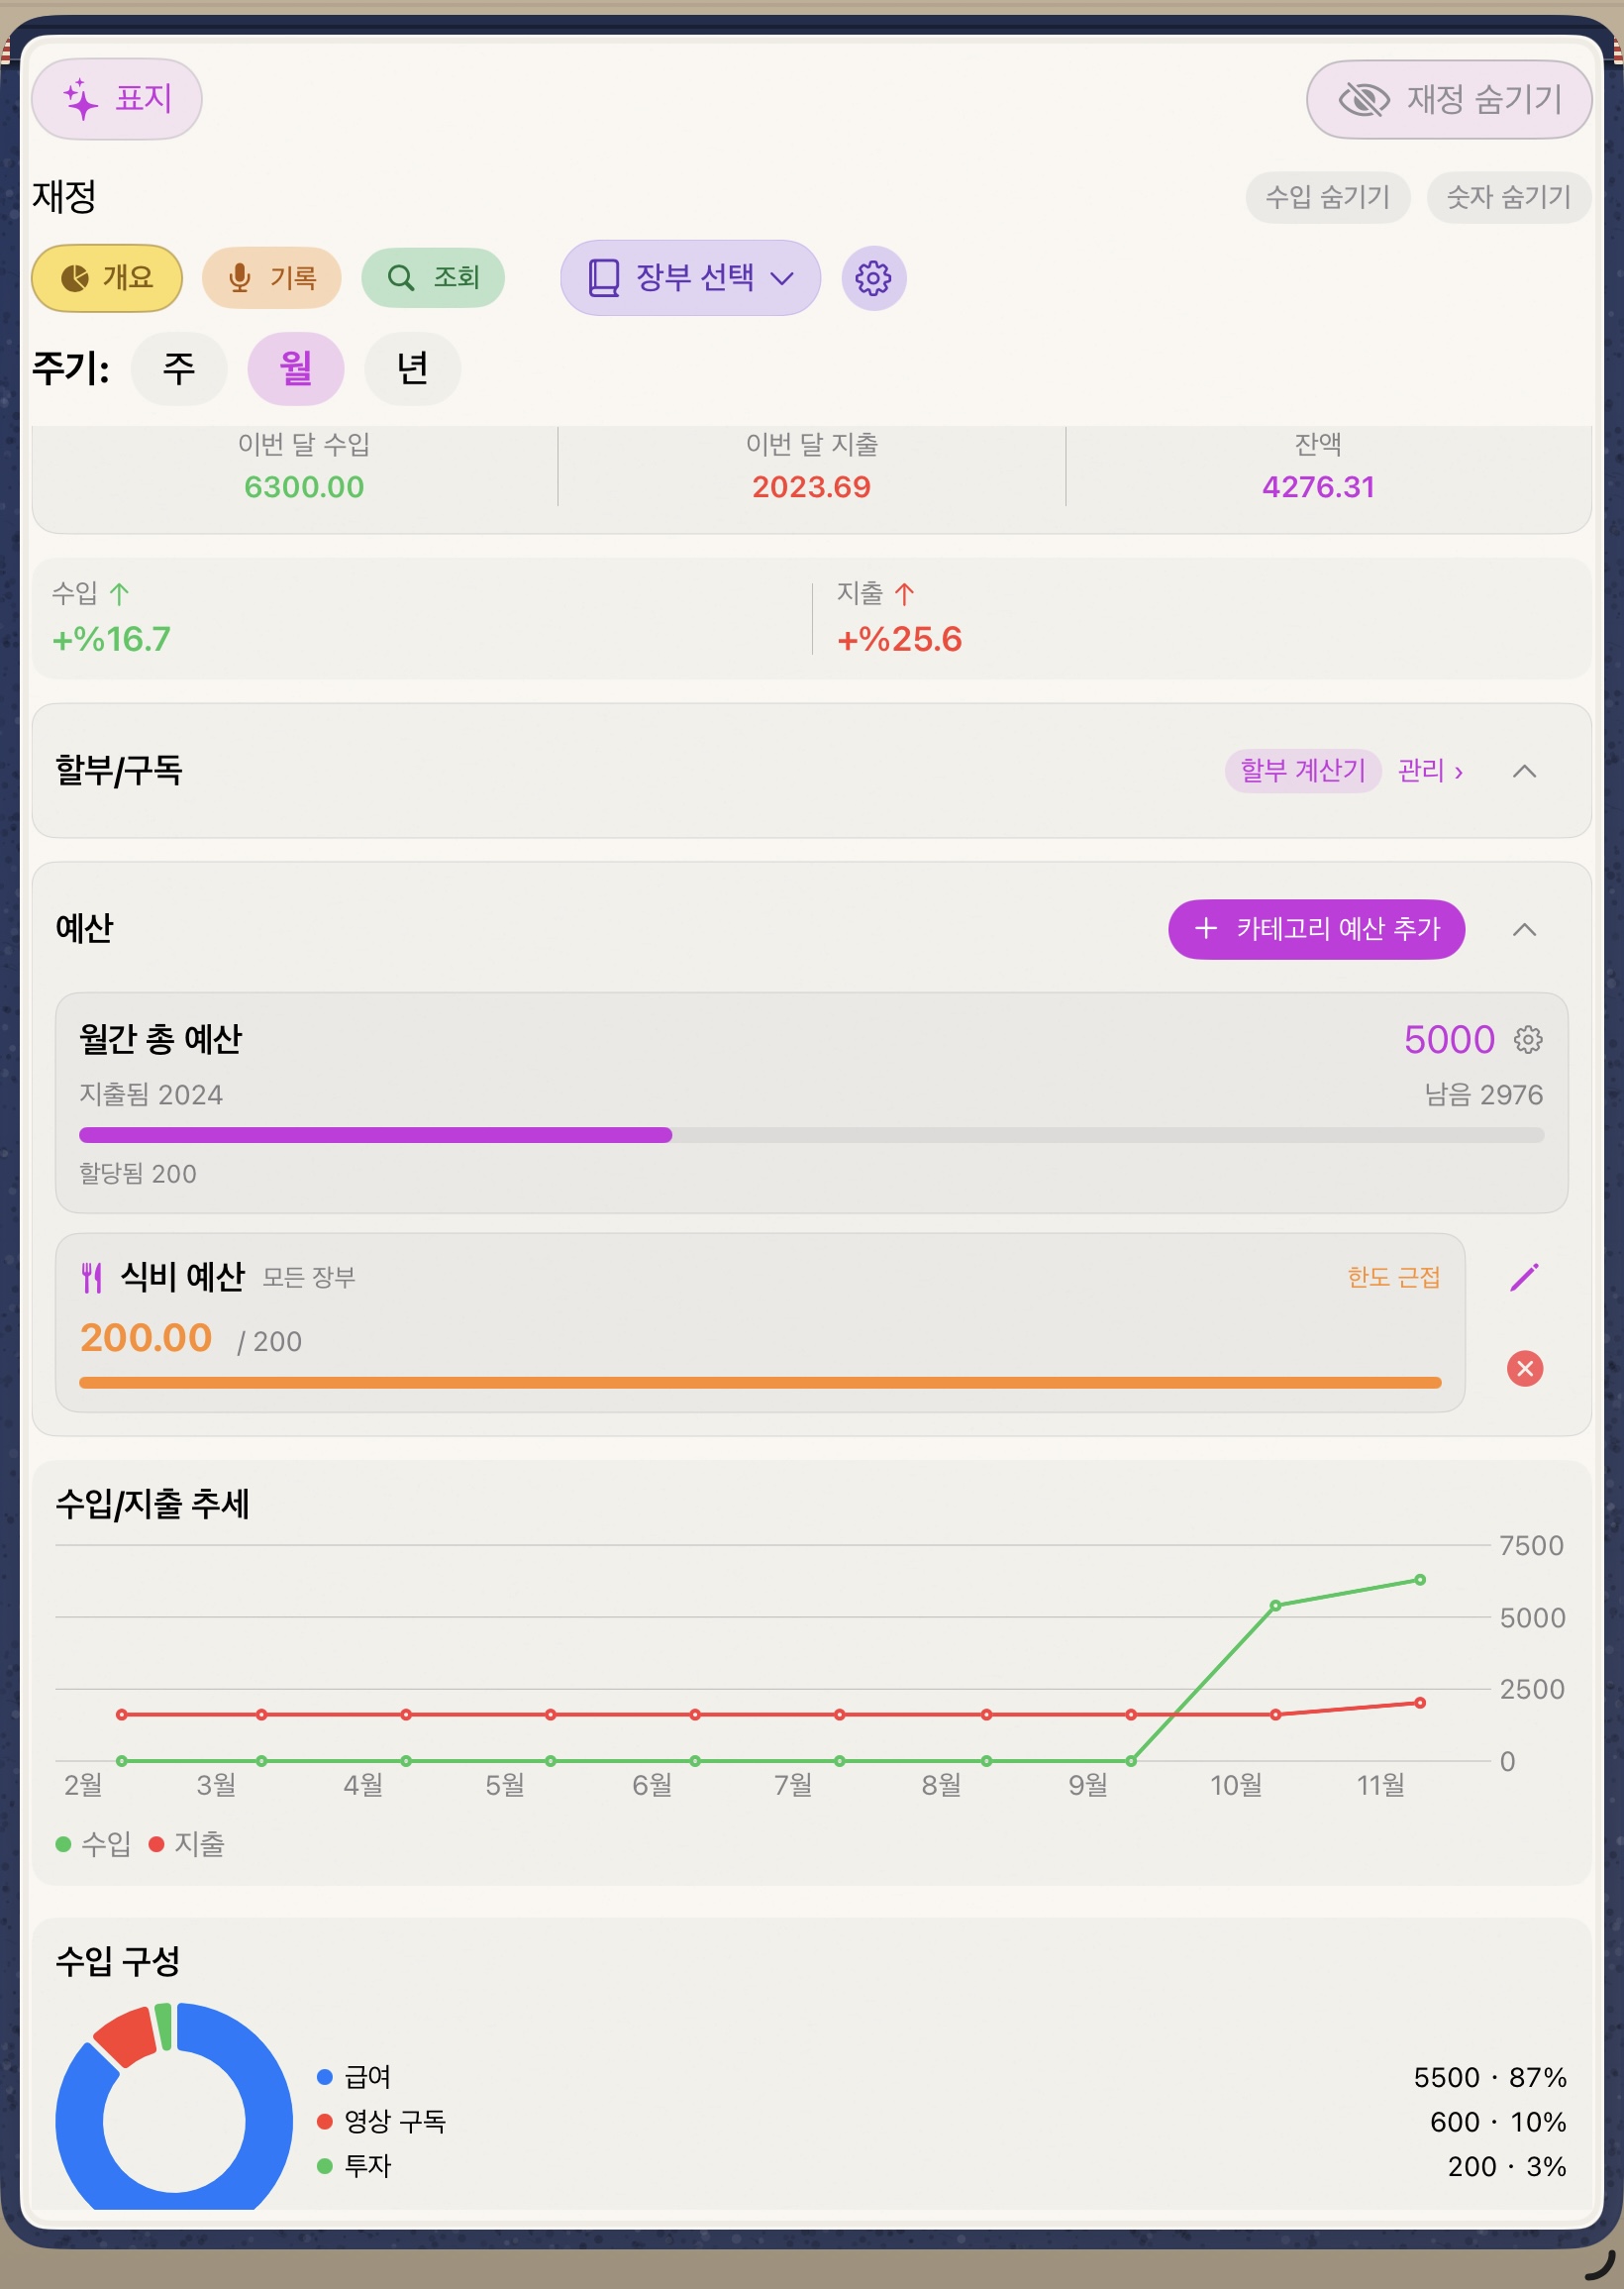 표지
재정 숨기기
재정
수입 숨기기
숫자 숨기기
개요
기록
조회
장부 선택
주기:
주
월
년
이번 달 수입
이번 달 지출
잔액
6300.00
2023.69
4276.31
수입 ↑
지출 ↑
+%16.7
+%25.6
할부/구독
할부 계산기
관리 ›
예산
+ 카테고리 예산 추가
월간 총 예산
5000
지출됨 2024
남음 2976
할당됨 200
식비 예산 모든 장부
한도 근접
200.00 / 200
수입/지출 추세
7500
5000
2500
0
2월 3월 4월 5월 6월 7월 8월 9월 10월 11월
수입 지출
수입 구성
급여 5500 · 87%
영상 구독 600 · 10%
투자 200 · 3%